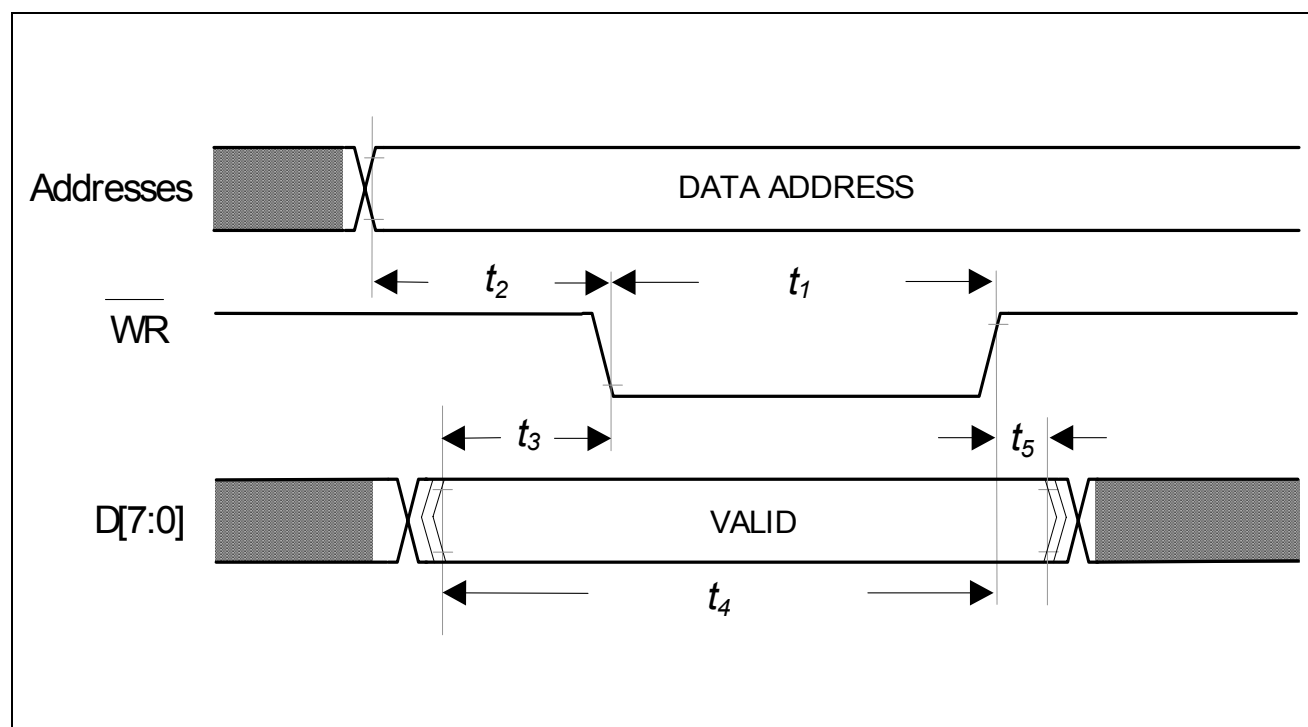 Addresses
DATA ADDRESS
t2
t1
WR
t3
t5
D[7:0]
VALID
t4